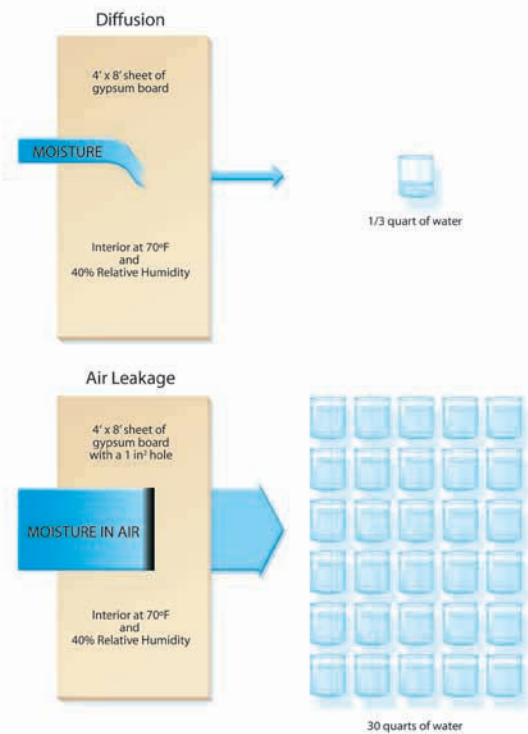 Diffusion
4' x 8' sheet of
gypsum board
MOISTURE
1/3 quart of water
Interior at 70ºF
and
40% Relative Humidity
Air Leakage
4' x 8' sheet of
gypsum board
with a 1 in² hole
MOISTURE IN AIR
Interior at 70ºF
and
40% Relative Humidity
30 quarts of water